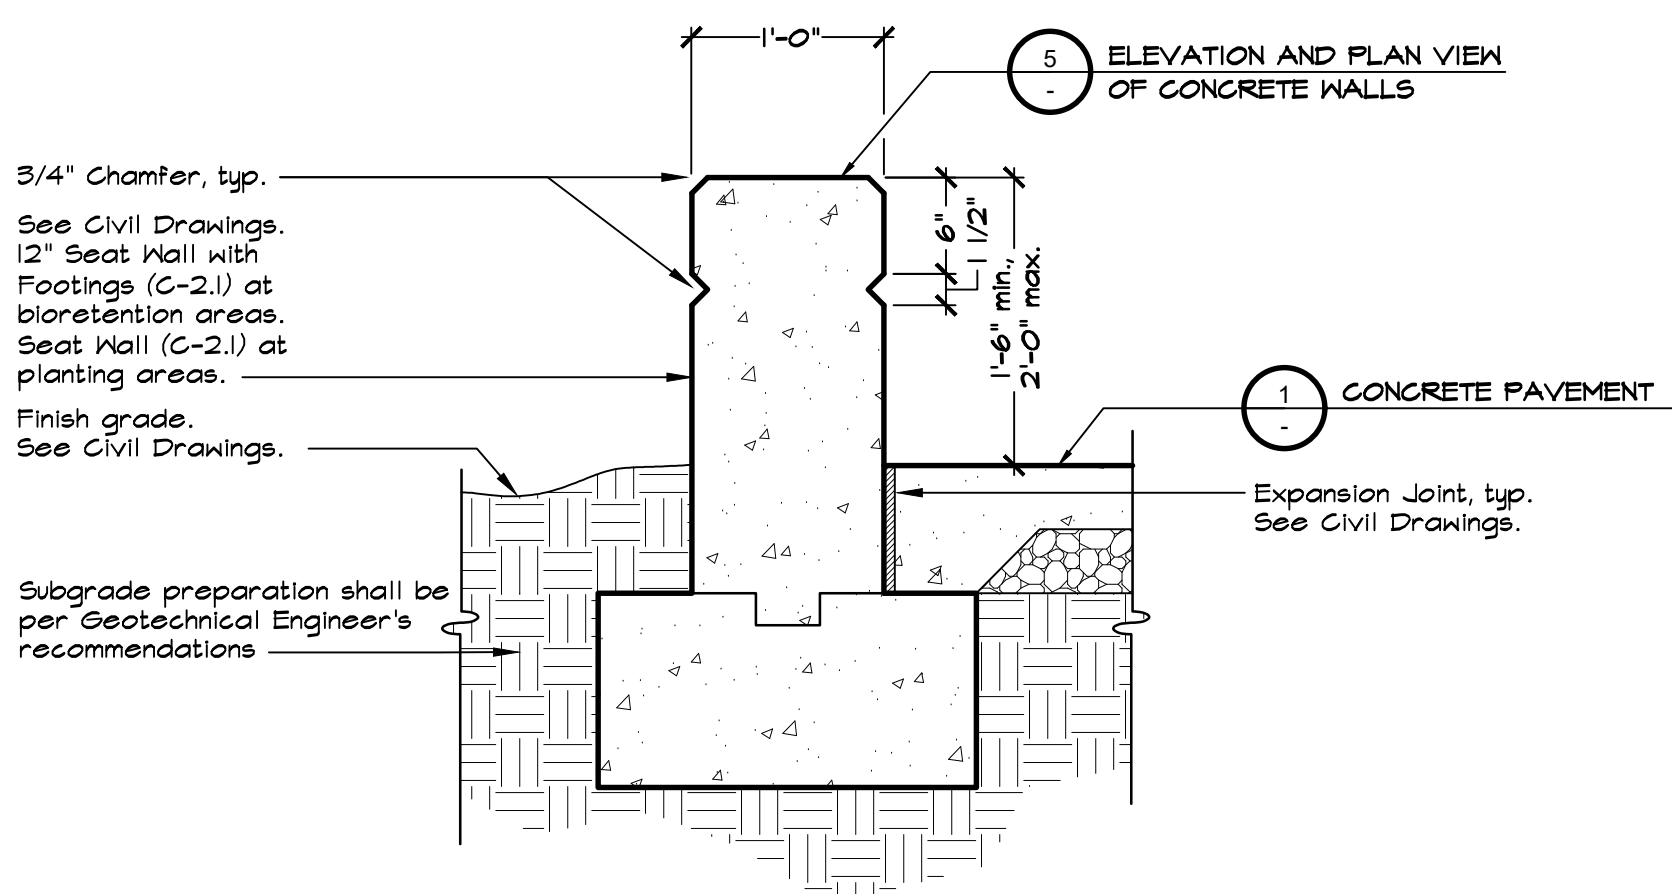 1'-0"
5
-
ELEVATION AND PLAN VIEW
OF CONCRETE WALLS
3/4" Chamfer, typ.
See Civil Drawings.
12" Seat Wall with
Footings (C-2.1) at
bioretention areas.
Seat Wall (C-2.1) at
planting areas.
Finish grade.
See Civil Drawings.
Subgrade preparation shall be
per Geotechnical Engineer's
recommendations
6"
1 1/2"
1'-6" min.,
2'-0" max.
1
-
CONCRETE PAVEMENT
Expansion Joint, typ.
See Civil Drawings.